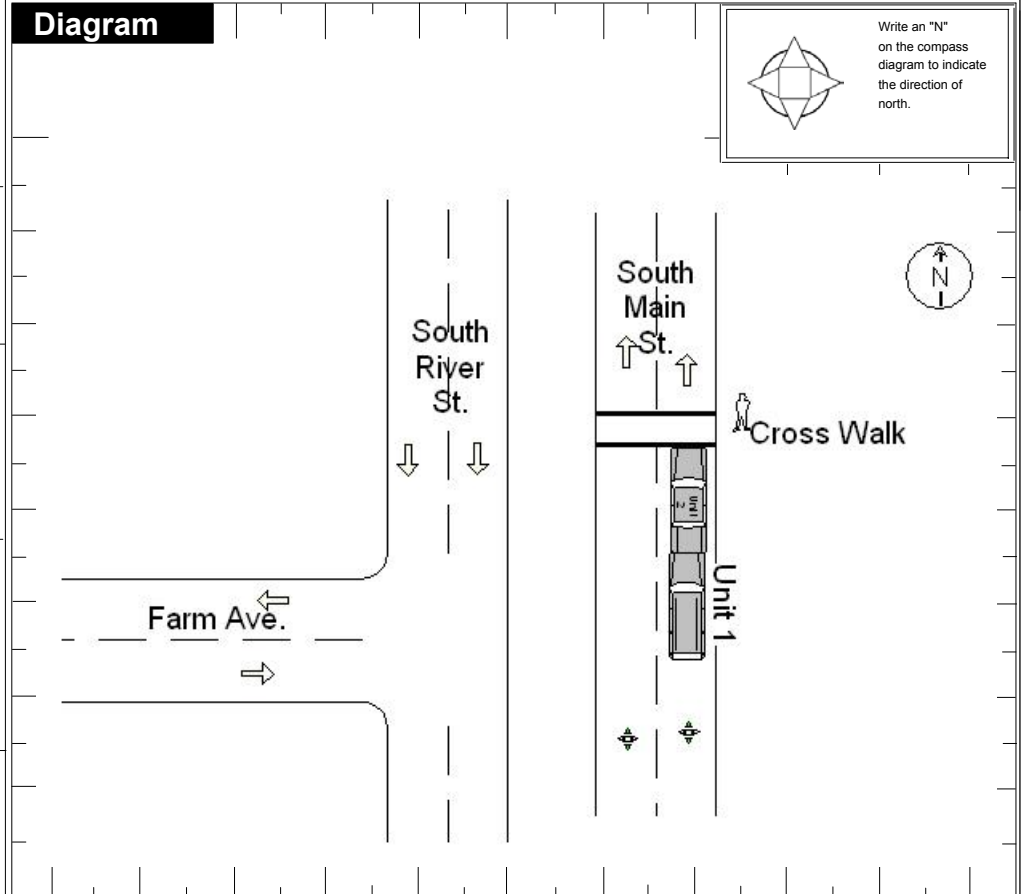 Diagram
Write an "N"
on the compass
diagram to indicate
the direction of
north.
N
South
Main
St.
South
River
St.
Cross Walk
Unit
2
Unit 1
Farm Ave.